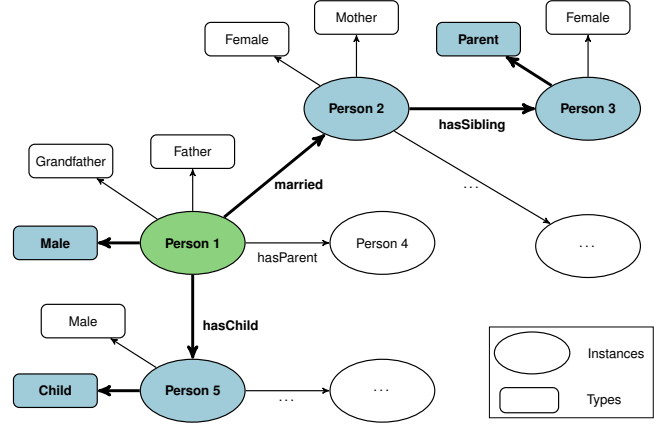 Mother
Female
Parent
Female
Person 2
hasSibling
Person 3
Grandfather
Father
married
...
Male
Person 1
hasParent
Person 4
...
hasChild
Male
Child
Person 5
...
...
Instances
Types